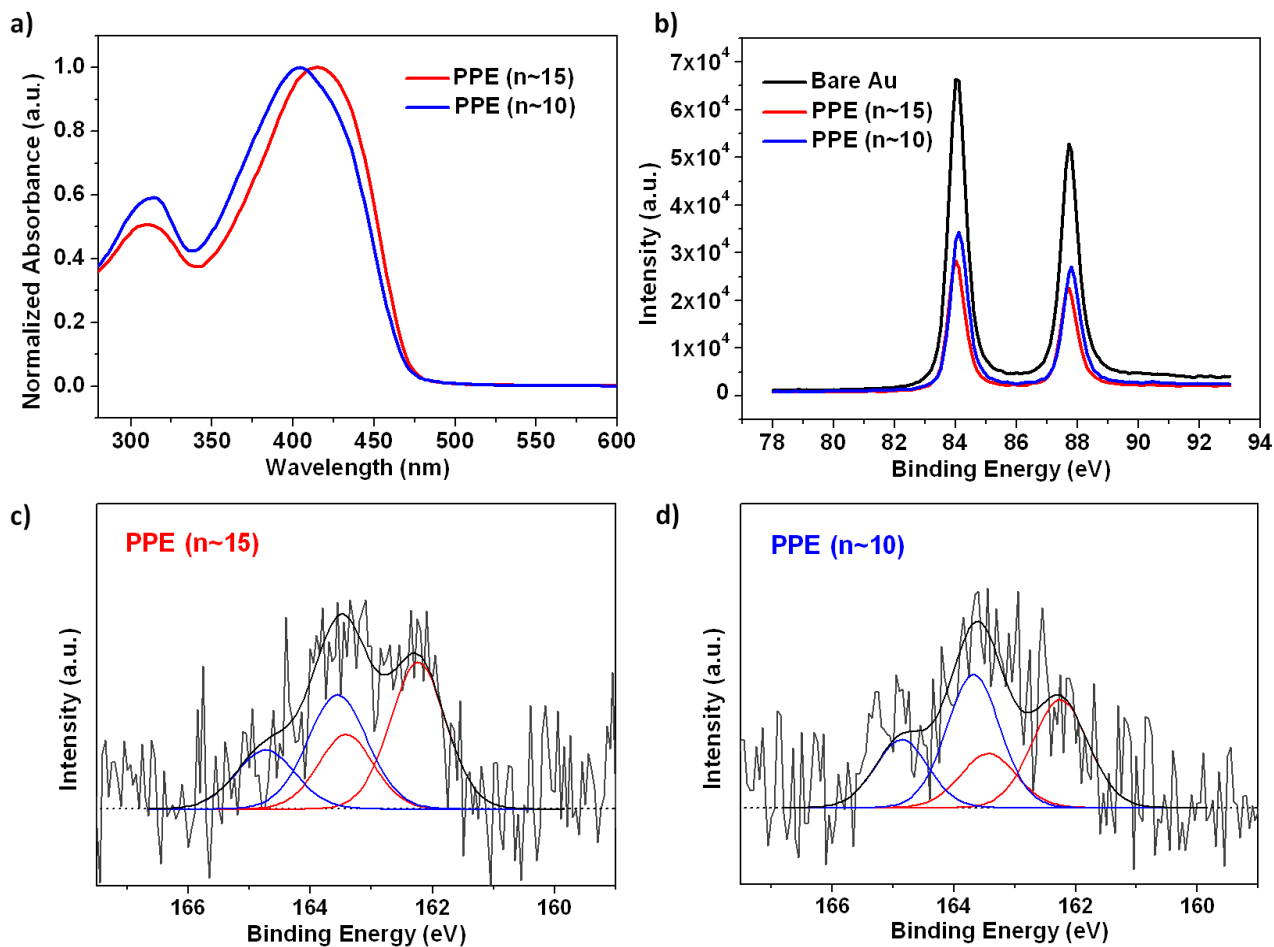 a)
Normalized Absorbance (a.u.)
1.0
0.8
0.6
0.4
0.2
0.0
PPE (n~15)
PPE (n~10)
300 350 400 450 500 550 600
Wavelength (nm)
b)
Intensity (a.u.)
7x10⁴
6x10⁴
5x10⁴
4x10⁴
3x10⁴
2x10⁴
1x10⁴
0
Bare Au
PPE (n~15)
PPE (n~10)
78 80 82 84 86 88 90 92 94
Binding Energy (eV)
c)
PPE (n~15)
Intensity (a.u.)
166 164 162 160
Binding Energy (eV)
d)
PPE (n~10)
Intensity (a.u.)
166 164 162 160
Binding Energy (eV)